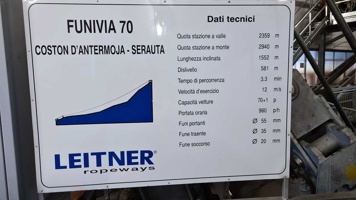 FUNIVIA 70
COSTON D'ANTERMOJA - SERAUTA
LEITNER®
ropeways
Dati tecnici
Quota stazione a valle 2359 m
Quota stazione a monte 2940 m
Lunghezza inclinata 1552 m
Dislivello 581 m
Tempo di percorrenza 3.3 min
Velocità d'esercizio 12 m/s
Capacità vetture 70+1 p
Portata oraria 960 p/h
Funi portanti Ø 55 mm
Fune traente Ø 35 mm
Fune soccorso Ø 20 mm